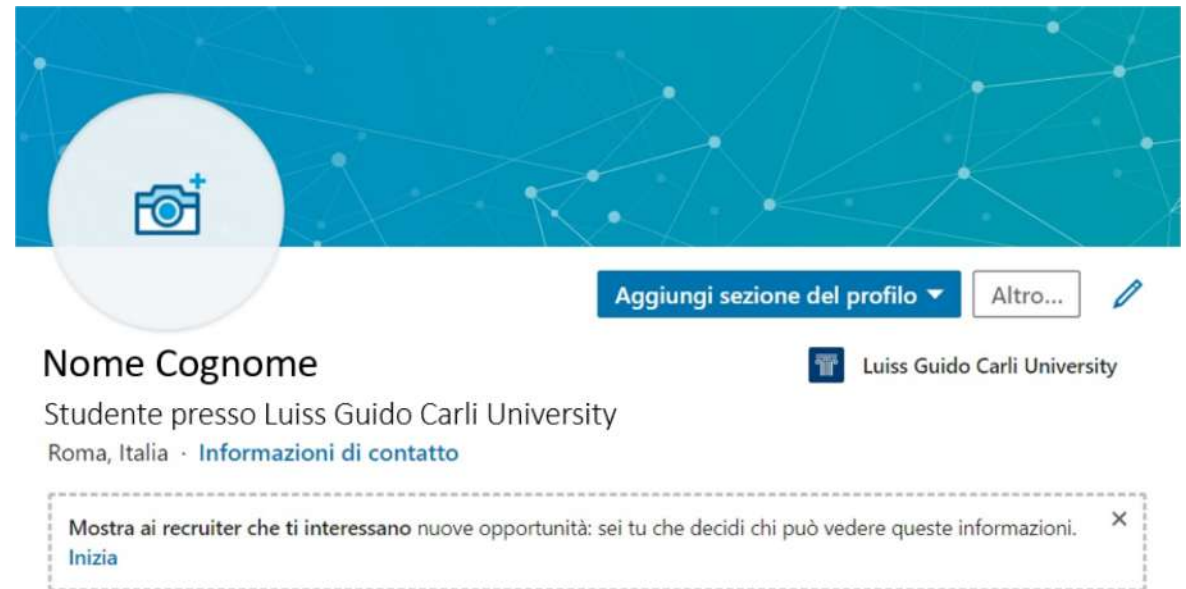 Aggiungi sezione del profilo
Altro...
Nome Cognome
Luiss Guido Carli University
Studente presso Luiss Guido Carli University
Roma, Italia · Informazioni di contatto
Mostra ai recruiter che ti interessano nuove opportunità: sei tu che decidi chi può vedere queste informazioni.
Inizia